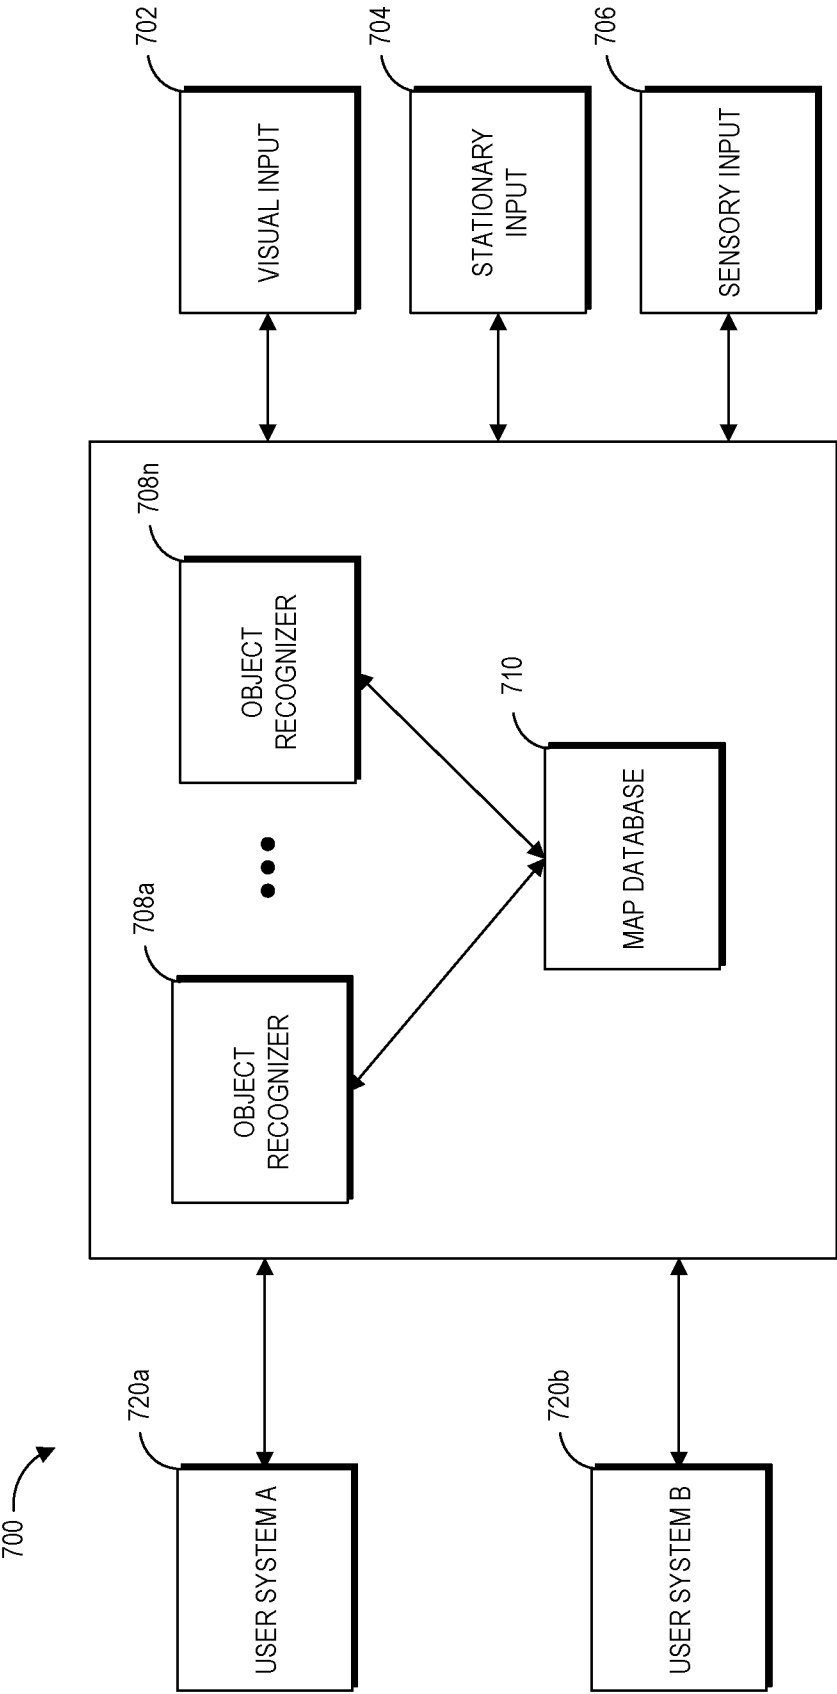 700
720a
USER SYSTEM A
720b
USER SYSTEM B
708a
OBJECT
RECOGNIZER
708n
OBJECT
RECOGNIZER
710
MAP DATABASE
702
VISUAL INPUT
704
STATIONARY
INPUT
706
SENSORY INPUT